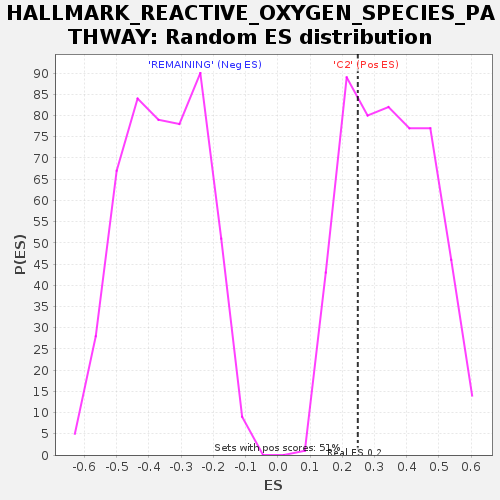 HALLMARK_REACTIVE_OXYGEN_SPECIES_PA
THWAY: Random ES distribution
'REMAINING' (Neg ES)
'C2' (Pos ES)
90
85
80
75
70
65
60
55
50
45
40
35
30
25
20
15
10
5
0
P(ES)
Sets with pos scores: 51%
Real ES 0.2
-0.6 -0.5 -0.4 -0.3 -0.2 -0.1 0.0 0.1 0.2 0.3 0.4 0.5 0.6
ES